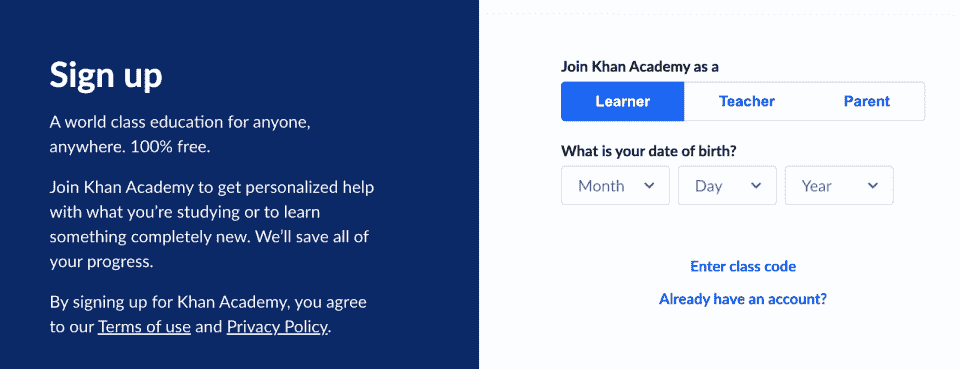 Sign up
A world class education for anyone,
anywhere. 100% free.
Join Khan Academy to get personalized help
with what you're studying or to learn
something completely new. We'll save all of
your progress.
By signing up for Khan Academy, you agree
to our Terms of use and Privacy Policy.
Join Khan Academy as a
Learner Teacher Parent
What is your date of birth?
Month Day Year
Enter class code
Already have an account?